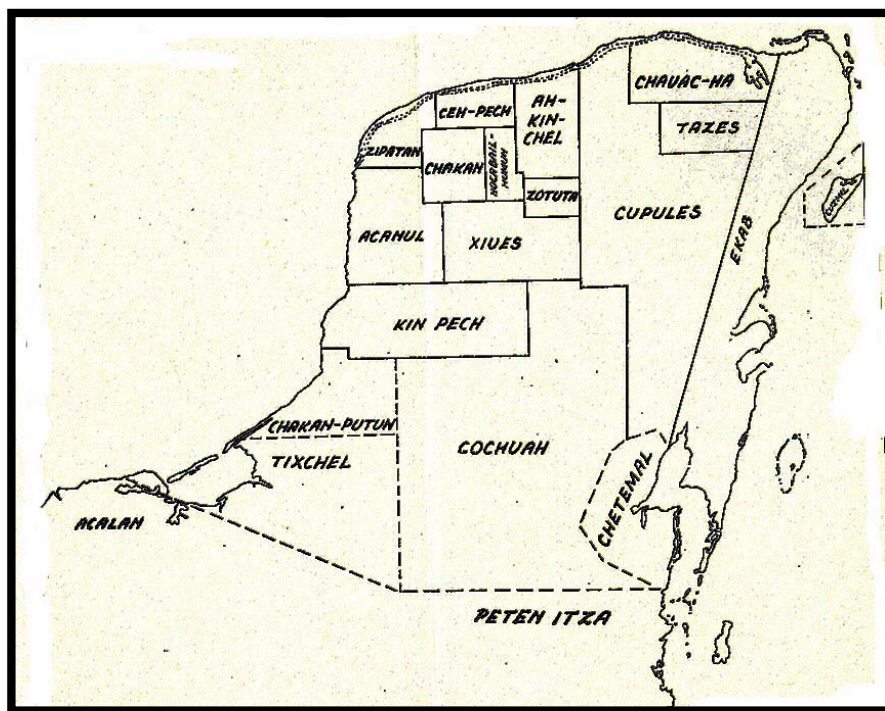 CHAUAC-HA
CEH-PECH
AH-
KIN-
CHEL
TAZES
ZIPATAN
CHAKAN
ZOTUTA
CUPULES
ACANUL
XIUES
EKAB
KIN PECH
CHAKAN-PUTUN
COCHUAH
TIXCHEL
CHETEMAL
ACALAN
PETEN ITZA